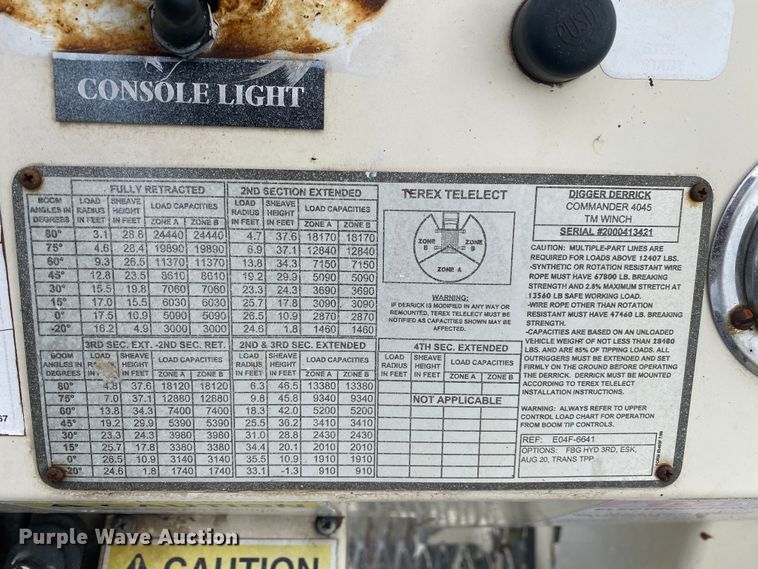 PUSH
CONSOLE LIGHT
FULLY RETRACTED
2ND SECTION EXTENDED
BOOM ANGLES IN DEGREES LOAD RADIUS IN FEET SHEAVE HEIGHT IN FEET LOAD CAPACITIES ZONE A ZONE B LOAD RADIUS IN FEET SHEAVE HEIGHT IN FEET LOAD CAPACITIES ZONE A ZONE B
80° 3.1 28.6 24440 24440 4.7 37.6 18170 18170
75° 4.6 28.4 19890 19890 6.9 37.1 12840 12840
60° 9.3 26.5 11370 11370 13.8 34.3 7150 7150
45° 12.8 23.5 8610 8610 19.2 29.9 5090 5090
30° 15.5 19.8 7060 7060 23.3 24.3 3690 3690
15° 17.0 15.5 6030 6030 25.7 17.8 3090 3090
0° 17.5 10.9 5090 5090 26.5 10.9 2870 2870
-20° 16.2 4.9 3000 3000 24.6 1.8 1460 1460
3RD SEC. EXT. -2ND SEC. RET.
2ND & 3RD SEC. EXTENDED
4TH SEC. EXTENDED
BOOM ANGLES IN DEGREES LOAD RADIUS IN FEET SHEAVE HEIGHT IN FEET LOAD CAPACITIES ZONE A ZONE B LOAD RADIUS IN FEET SHEAVE HEIGHT IN FEET LOAD CAPACITIES ZONE A ZONE B LOAD RADIUS IN FEET SHEAVE HEIGHT IN FEET LOAD CAPACITIES ZONE A ZONE B
80° 4.8 37.6 18120 18120 6.3 46.5 13380 13380
75° 7.0 37.1 12880 12880 9.8 45.8 9340 9340
60° 13.8 34.3 7400 7400 18.3 42.0 5200 5200
45° 19.2 29.9 5390 5390 25.5 36.2 3410 3410
30° 23.3 24.3 3980 3980 31.0 28.8 2430 2430
15° 25.7 17.8 3380 3380 34.4 20.1 2010 2010
0° 26.5 10.9 3140 3140 35.5 10.9 1910 1910
20° 24.6 1.8 1740 1740 33.1 -1.3 910 910
NOT APPLICABLE
TEREX TELELECT
ZONE B ZONE B
ZONE A
WARNING:
IF DERRICK IS MODIFIED IN ANY WAY OR
REMOUNTED, TEREX TELELECT MUST BE
NOTIFIED AS CAPACITIES SHOWN MAY BE
AFFECTED.
DIGGER DERRICK
COMMANDER 4045
TM WINCH
SERIAL #2000413421
CAUTION: MULTIPLE-PART LINES ARE
REQUIRED FOR LOADS ABOVE 12407 LBS.
-SYNTHETIC OR ROTATION RESISTANT WIRE
ROPE MUST HAVE 67800 LB. BREAKING
STRENGTH AND 2.8% MAXIMUM STRETCH AT
13560 LB SAFE WORKING LOAD.
-WIRE ROPE OTHER THAN ROTATION
RESISTANT MUST HAVE 47460 LB. BREAKING
STRENGTH.
-CAPACITIES ARE BASED ON AN UNLOADED
VEHICLE WEIGHT OF NOT LESS THAN 28480
LBS. AND ARE 85% OF TIPPING LOADS. ALL
OUTRIGGERS MUST BE EXTENDED AND SET
FIRMLY ON THE GROUND BEFORE OPERATING
THE DERRICK. DERRICK MUST BE MOUNTED
ACCORDING TO TEREX TELELECT
INSTALLATION INSTRUCTIONS.
WARNING: ALWAYS REFER TO UPPER
CONTROL LOAD CHART FOR OPERATION
FROM BOOM TIP CONTROLS.
REF: E04F-6641
OPTIONS: FBG HYD 3RD, ESK,
AUG 20, TRANS TPP.
67
CAUTION
Purple Wave Auction